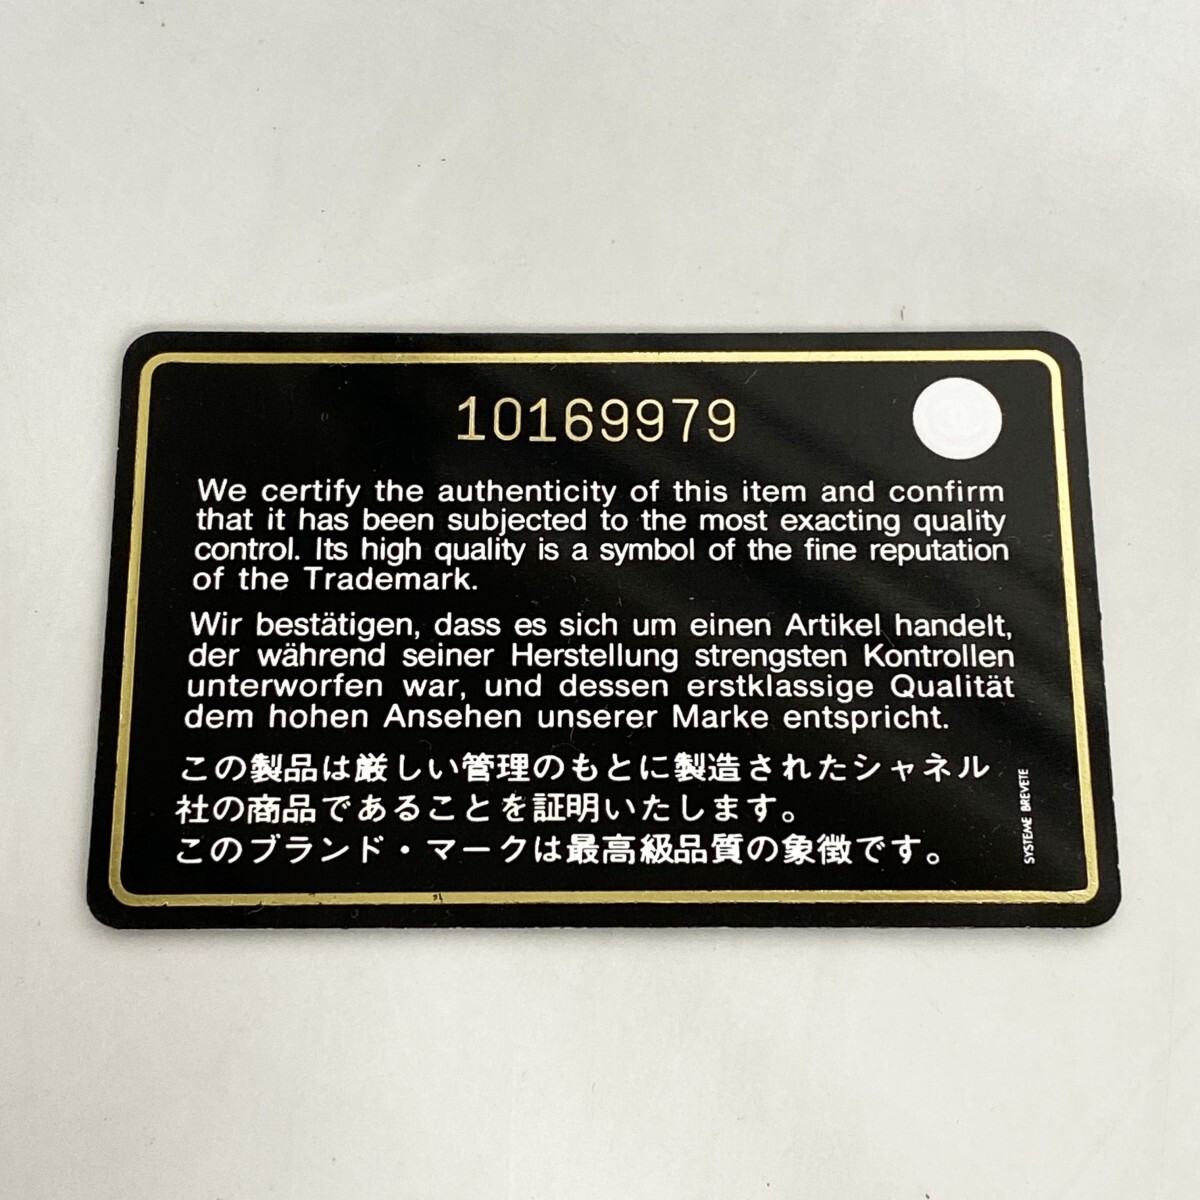 10169979
We certify the authenticity of this item and confirm
that it has been subjected to the most exacting quality
control. Its high quality is a symbol of the fine reputation
of the Trademark.
Wir bestätigen, dass es sich um einen Artikel handelt,
der während seiner Herstellung strengsten Kontrollen
unterworfen war, und dessen erstklassige Qualität
dem hohen Ansehen unserer Marke entspricht.
この製品は厳しい管理のもとに製造されたシャネル
社の商品であることを証明いたします。
このブランド・マークは最高級品質の象徴です。
SYSTEME BREVETE